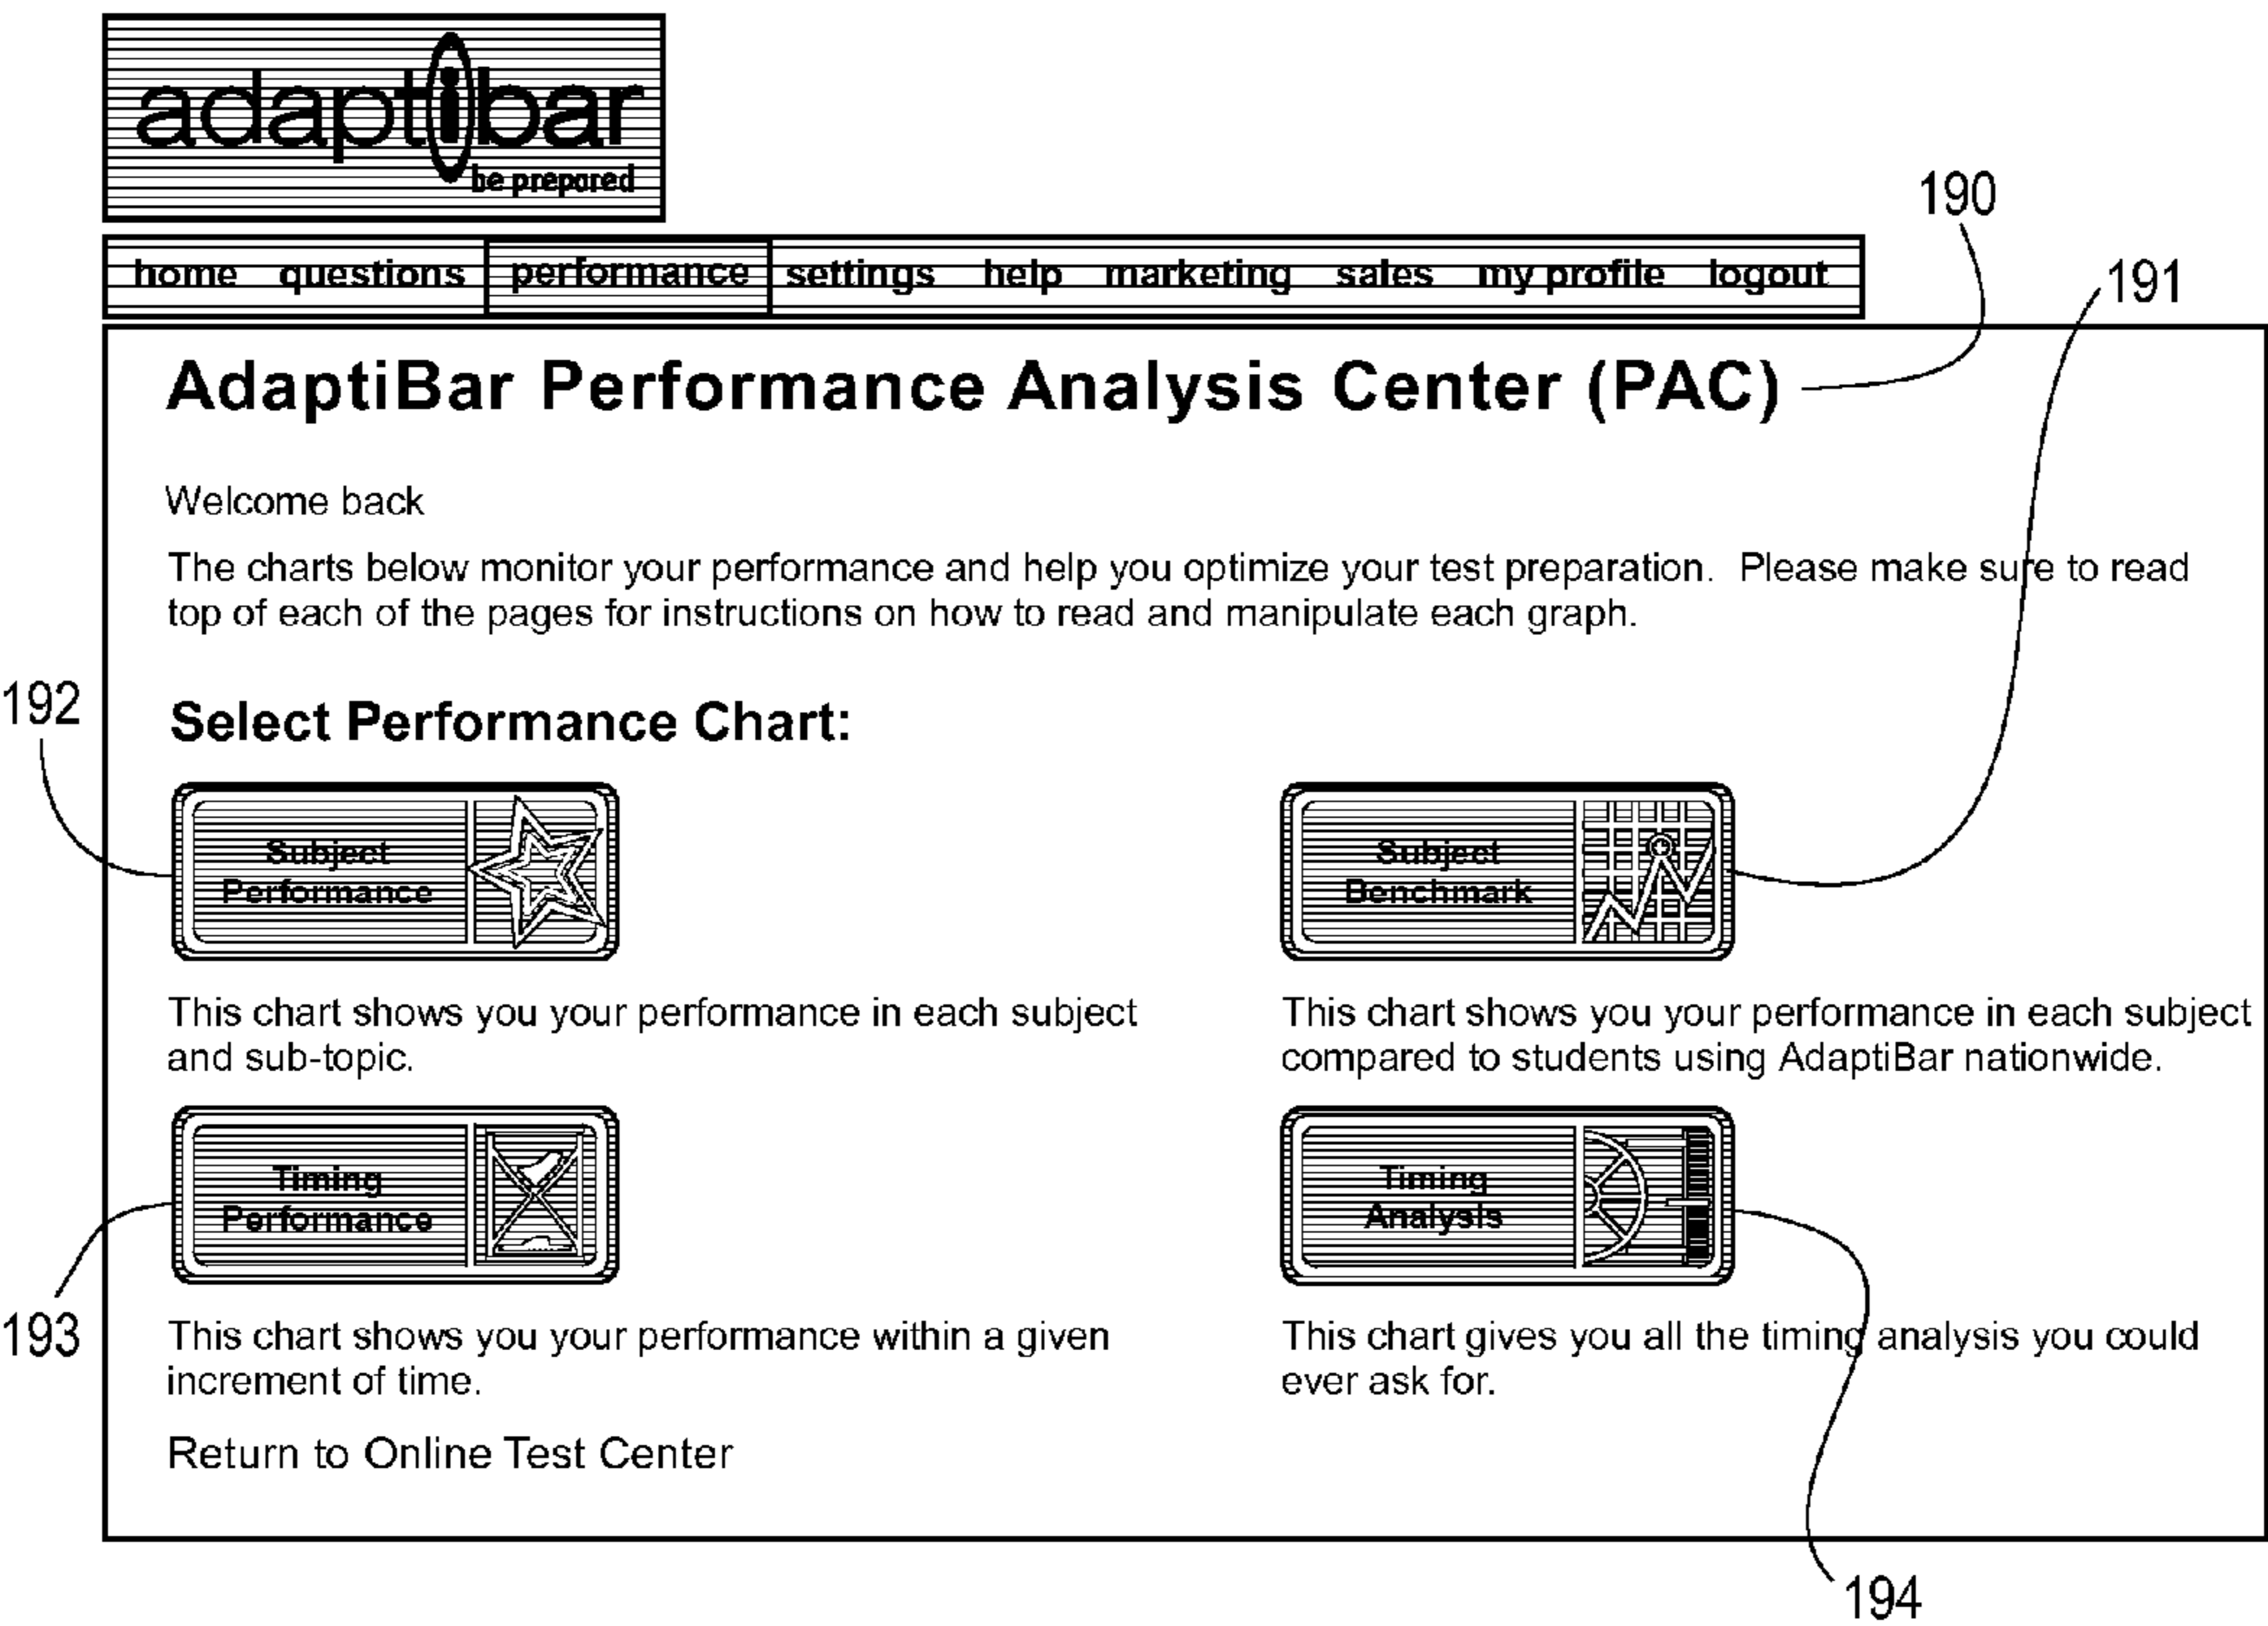 adaptibar
be prepared
190
home questions performance settings help marketing sales my profile logout
191
AdaptiBar Performance Analysis Center (PAC)
Welcome back
The charts below monitor your performance and help you optimize your test preparation. Please make sure to read
top of each of the pages for instructions on how to read and manipulate each graph.
192
Select Performance Chart:
Subject
Performance
Subject
Benchmark
This chart shows you your performance in each subject
and sub-topic.
This chart shows you your performance in each subject
compared to students using AdaptiBar nationwide.
Timing
Performance
Timing
Analysis
193
This chart shows you your performance within a given
increment of time.
This chart gives you all the timing analysis you could
ever ask for.
Return to Online Test Center
194